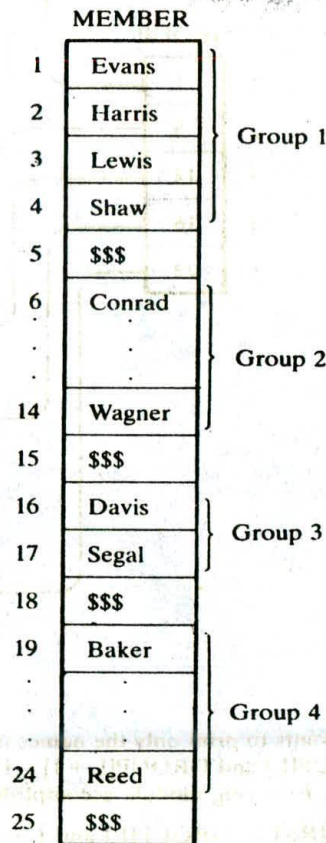 MEMBER
1 Evans
2 Harris
Group 1
3 Lewis
4 Shaw
5 $$$
6 Conrad
.
. Group 2
.
14 Wagner
15 $$$
16 Davis
Group 3
17 Segal
18 $$$
19 Baker
. .
. . Group 4
. .
24 Reed
25 $$$